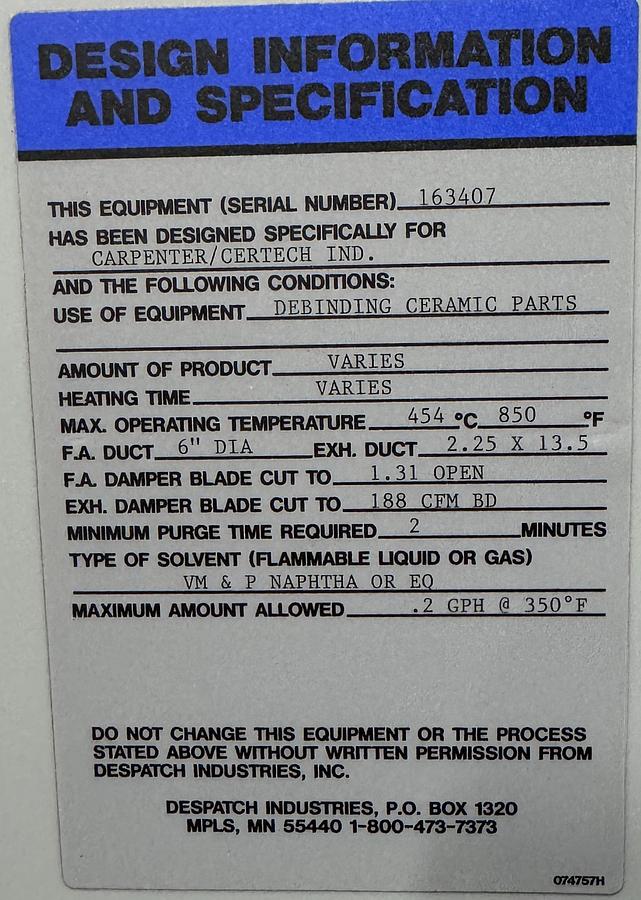 DESIGN INFORMATION
AND SPECIFICATION
THIS EQUIPMENT (SERIAL NUMBER) 163407
HAS BEEN DESIGNED SPECIFICALLY FOR
CARPENTER/CERTECH IND.
AND THE FOLLOWING CONDITIONS:
USE OF EQUIPMENT DEBINDING CERAMIC PARTS
AMOUNT OF PRODUCT VARIES
HEATING TIME VARIES
MAX. OPERATING TEMPERATURE 454 °C 850 °F
F.A. DUCT 6" DIA EXH. DUCT 2.25 X 13.5
F.A. DAMPER BLADE CUT TO 1.31 OPEN
EXH. DAMPER BLADE CUT TO 188 CFM BD
MINIMUM PURGE TIME REQUIRED 2 MINUTES
TYPE OF SOLVENT (FLAMMABLE LIQUID OR GAS)
VM & P NAPHTHA OR EQ
MAXIMUM AMOUNT ALLOWED .2 GPH @ 350°F
DO NOT CHANGE THIS EQUIPMENT OR THE PROCESS
STATED ABOVE WITHOUT WRITTEN PERMISSION FROM
DESPATCH INDUSTRIES, INC.
DESPATCH INDUSTRIES, P.O. BOX 1320
MPLS, MN 55440 1-800-473-7373
074757H